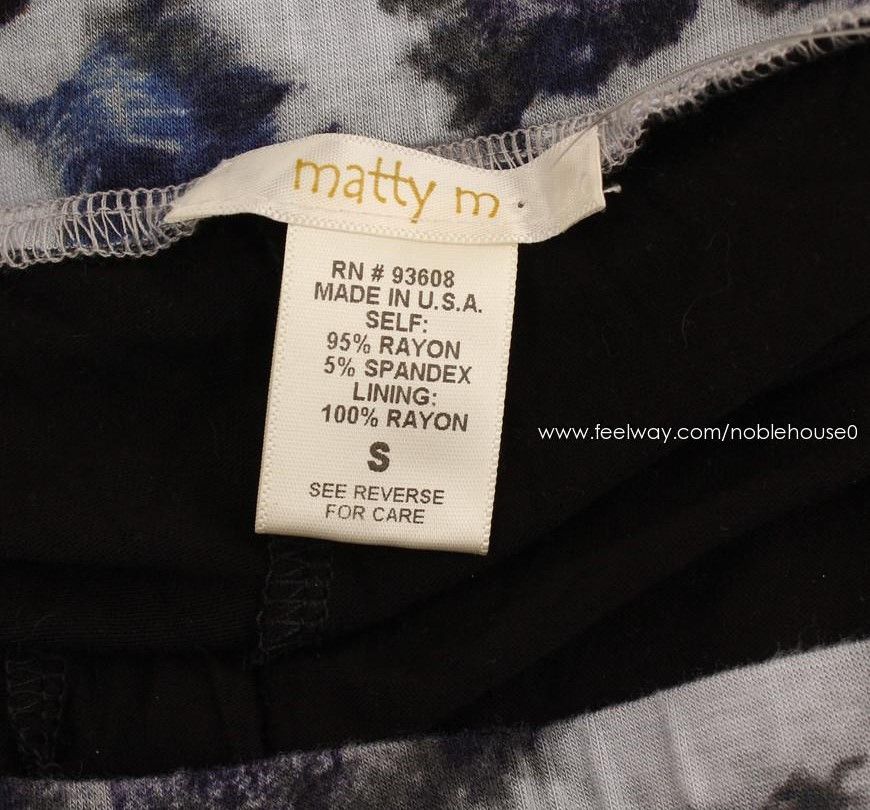 matty m
RN # 93608
MADE IN U.S.A.
SELF:
95% RAYON
5% SPANDEX
LINING:
100% RAYON
S
SEE REVERSE
FOR CARE
www.feelway.com/noblehouse0